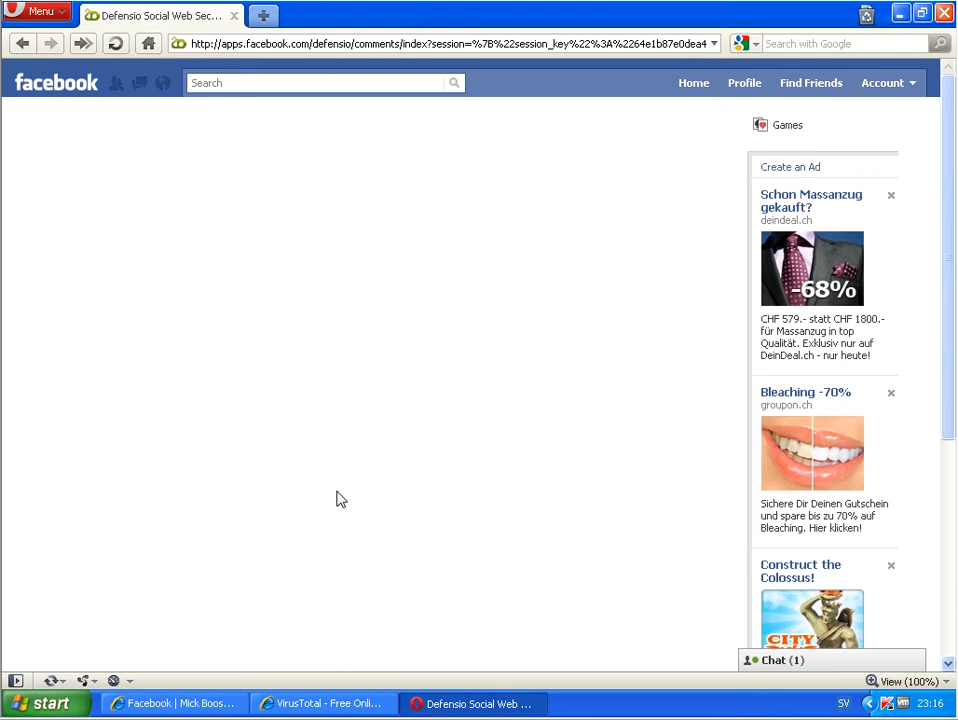 Menu
Defensio Social Web Sec...
http://apps.facebook.com/defensio/comments/index?session=%7B%22session_key%22%3A%2264e1b87e0dea4
Search with Google
facebook
Search
Home Profile Find Friends Account
Games
Create an Ad
Schon Massanzug
gekauft?
deindeal.ch
-68%
CHF 579.- statt CHF 1800.-
für Massanzug in top
Qualität. Exklusiv nur auf
DeinDeal.ch - nur heute!
Bleaching -70%
groupon.ch
Sichere Dir Deinen Gutschein
und spare bis zu 70% auf
Bleaching. Hier klicken!
Construct the
Colossus!
CITY
Chat (1)
View (100%)
start
Facebook | Mick Boos...
VirusTotal - Free Onli...
Defensio Social Web ...
SV
23:16